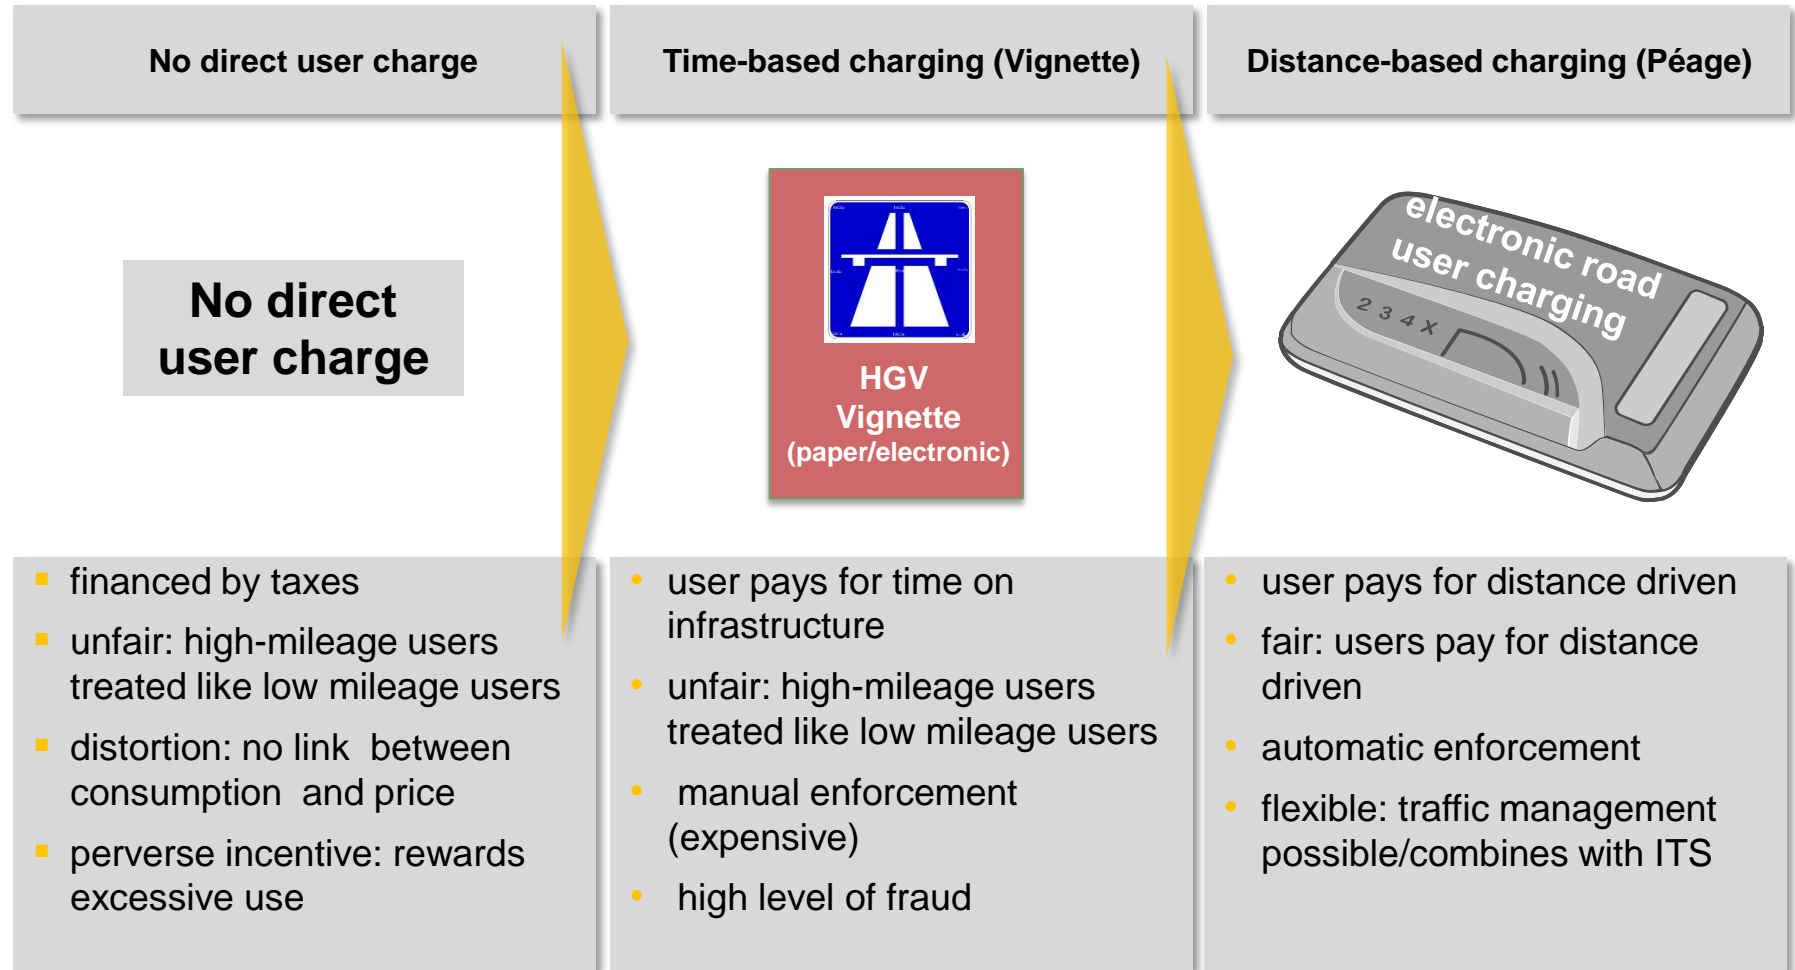 No direct user charge
Time-based charging (Vignette)
Distance-based charging (Péage)
No direct
user charge
HGV
Vignette
(paper/electronic)
electronic road
user charging
2 3 4 X
financed by taxes
unfair: high-mileage users
treated like low mileage users
distortion: no link between
consumption and price
perverse incentive: rewards
excessive use
user pays for time on
infrastructure
unfair: high-mileage users
treated like low mileage users
manual enforcement
(expensive)
high level of fraud
user pays for distance driven
fair: users pay for distance
driven
automatic enforcement
flexible: traffic management
possible/combines with ITS